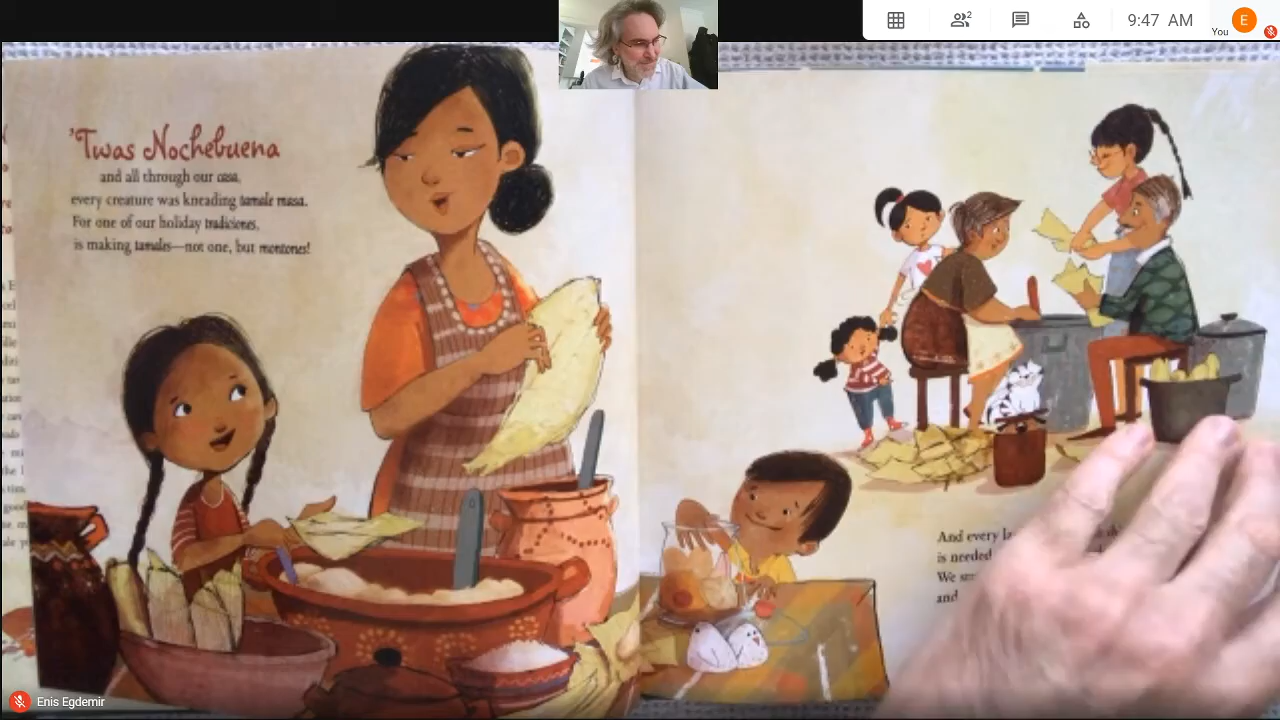 9:47 AM
You
E
'Twas Nochebuena
and all through our casa,
every creature was kneading tamale masa.
For one of our holiday tradiciones,
is making tamales—not one, but montones!
And every
is needed
We
and
Enis Egdemir